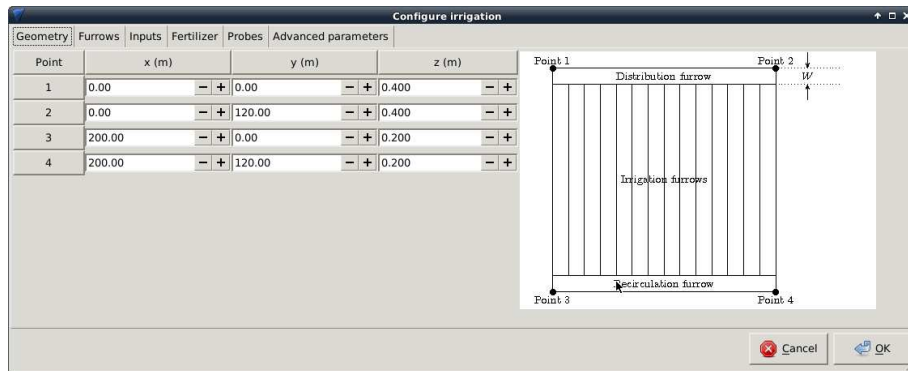 Configure irrigation
Geometry Furrows Inputs Fertilizer Probes Advanced parameters
Point x (m) y (m) z (m)
1 0.00 0.00 0.400
2 0.00 120.00 0.400
3 200.00 0.00 0.200
4 200.00 120.00 0.200
Point 1 Point 2
Distribution furrow W
Irrigation furrows
Recirculation furrow
Point 3 Point 4
Cancel OK